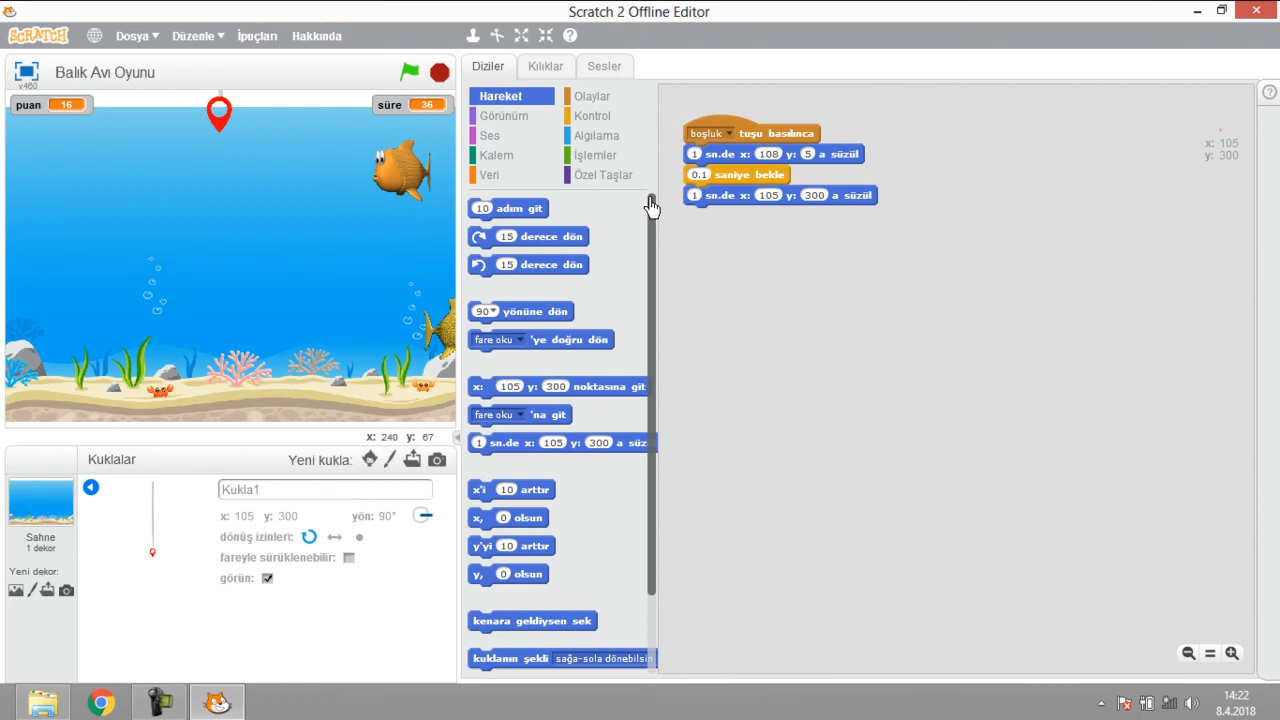 Scratch 2 Offline Editor
SCRATCH Dosya Düzenle İpuçları Hakkında
v460 Balık Avı Oyunu
puan 16
süre 36
x: 240 y: 67
Kuklalar Yeni kukla:
Sahne
1 dekor
Yeni dekor:
Kukla1
x: 105 y: 300 yön: 90°
dönüş izinleri:
fareyle sürüklenebilir:
görün:
Diziler Kılıklar Sesler
Hareket Olaylar
Görünüm Kontrol
Ses Algılama
Kalem İşlemler
Veri Özel Taşlar
10 adım git
15 derece dön
15 derece dön
90 yönüne dön
fare oku 'ye doğru dön
x: 105 y: 300 noktasına git
fare oku 'na git
1 sn.de x: 105 y: 300 a süz
x'i 10 arttır
x, 0 olsun
y'yi 10 arttır
y, 0 olsun
kenara geldiysen sek
kuklanın şekli sağa-sola dönebilsin
boşluk tuşu basılınca
1 sn.de x: 108 y: 5 a süzül
0.1 saniye bekle
1 sn.de x: 105 y: 300 a süzül
x: 105
y: 300
14:22
8.4.2018